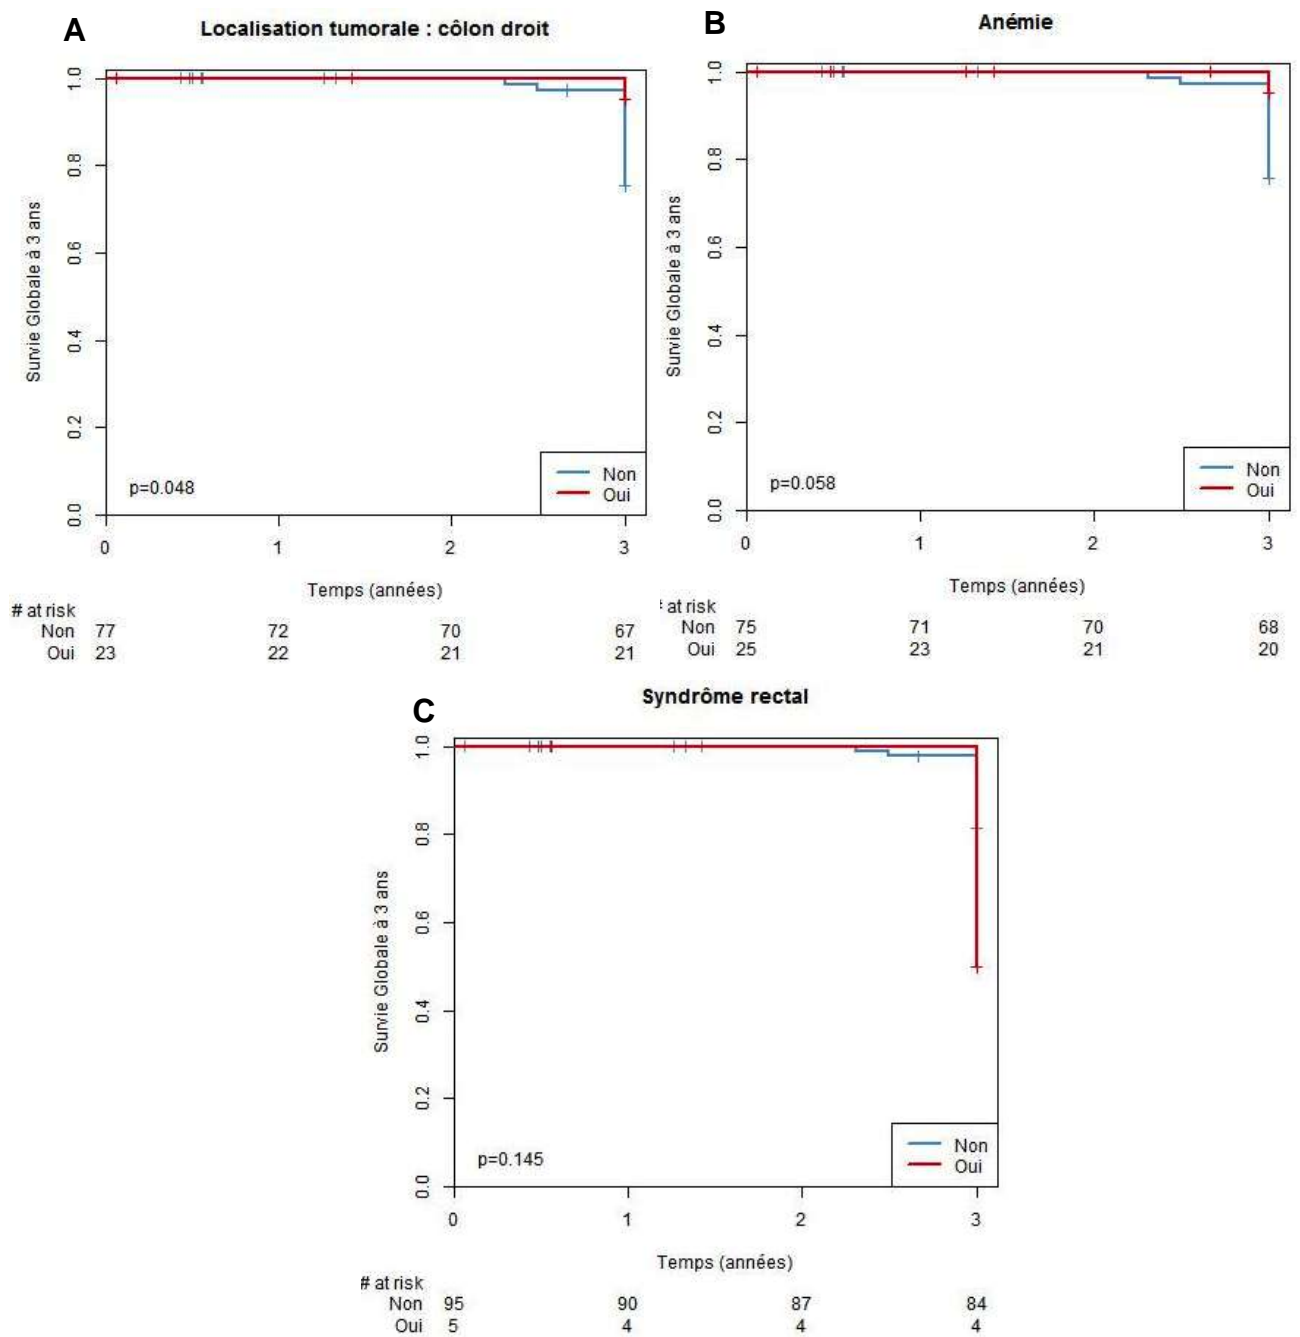 A
Localisation tumorale : côlon droit
Survie Globale à 3 ans
1.0
0.8
0.6
0.4
0.2
0.0
p=0.048
Non
Oui
0 1 2 3
Temps (années)
# at risk
Non 77 72 70 67
Oui 23 22 21 21
B
Anémie
Survie Globale à 3 ans
1.0
0.8
0.6
0.4
0.2
0.0
p=0.058
Non
Oui
0 1 2 3
Temps (années)
at risk
Non 75 71 70 68
Oui 25 23 21 20
C
Syndrôme rectal
Survie Globale à 3 ans
1.0
0.8
0.6
0.4
0.2
0.0
p=0.145
Non
Oui
0 1 2 3
Temps (années)
# at risk
Non 95 90 87 84
Oui 5 4 4 4